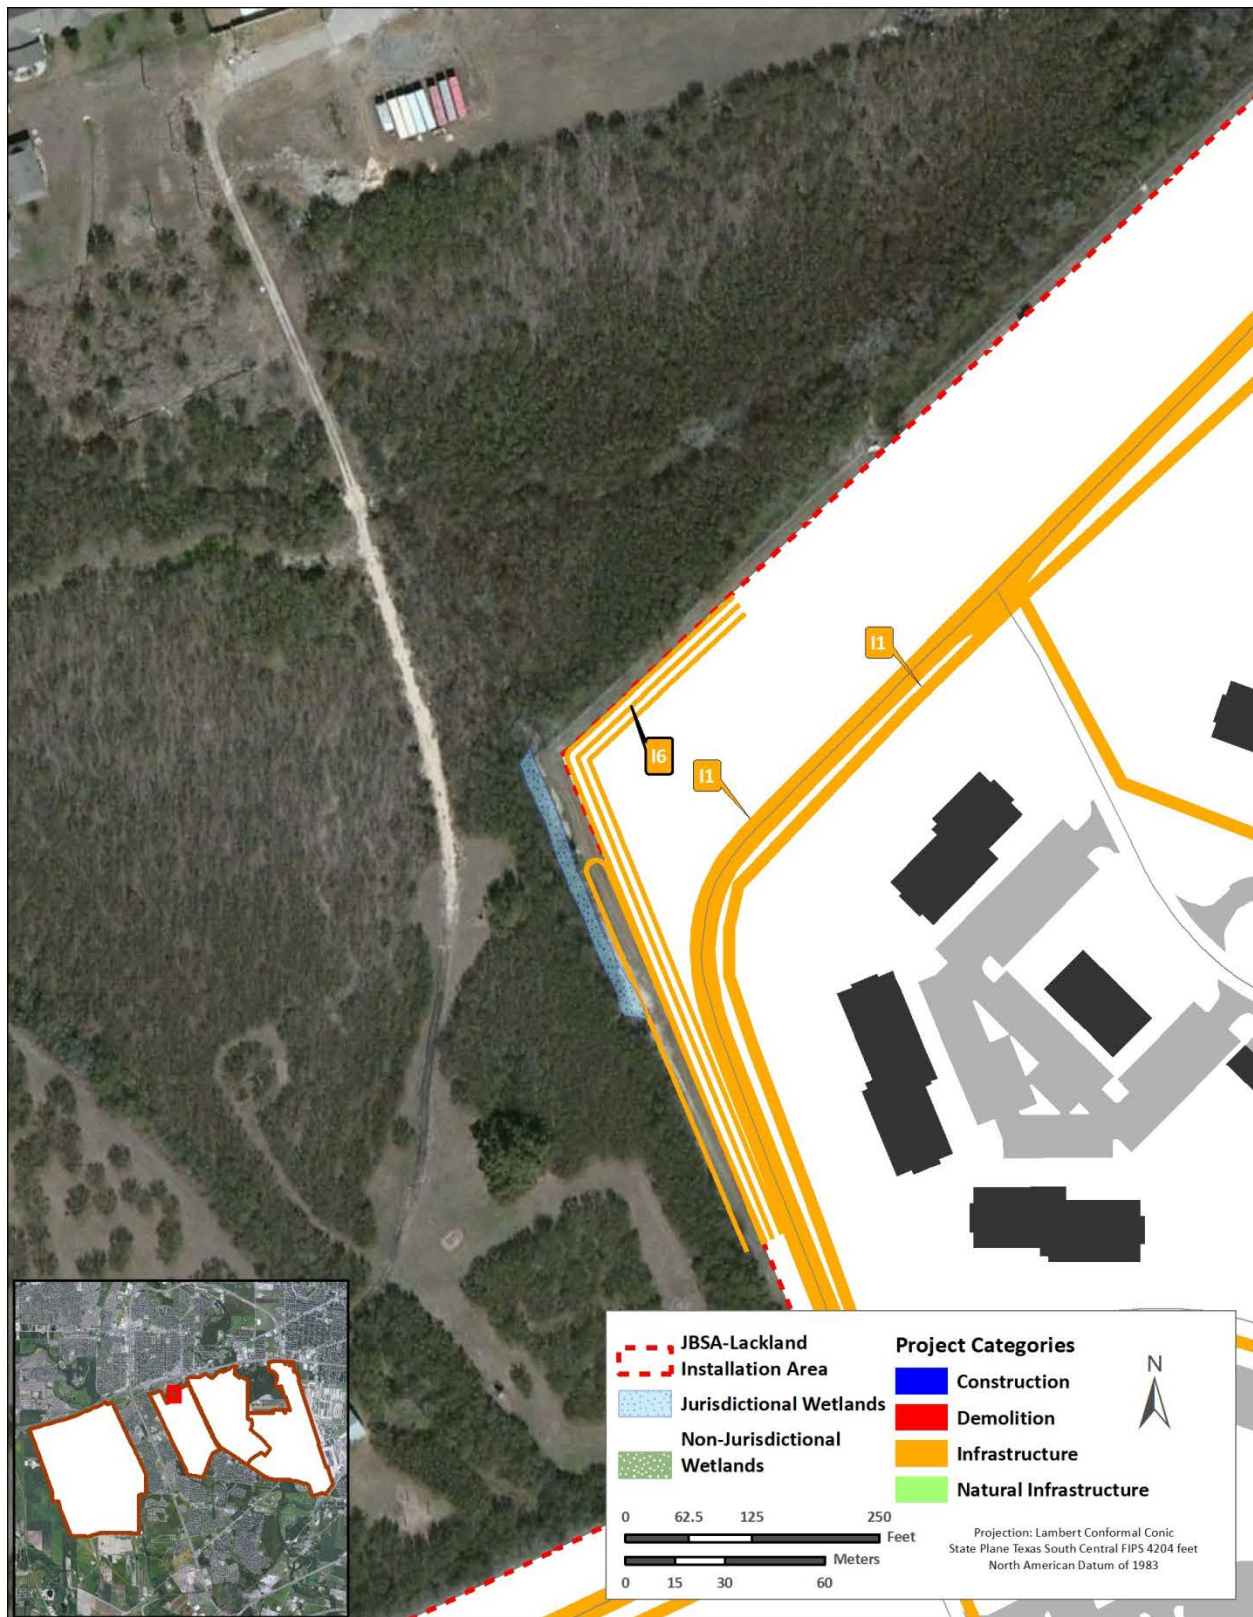 I1
I6
I1
JBSA-Lackland
Installation Area
Jurisdictional Wetlands
Non-Jurisdictional
Wetlands
0 62.5 125 250
Feet
Meters
0 15 30 60
Project Categories
Construction
Demolition
Infrastructure
Natural Infrastructure
N
Projection: Lambert Conformal Conic
State Plane Texas South Central FIPS 4204 feet
North American Datum of 1983